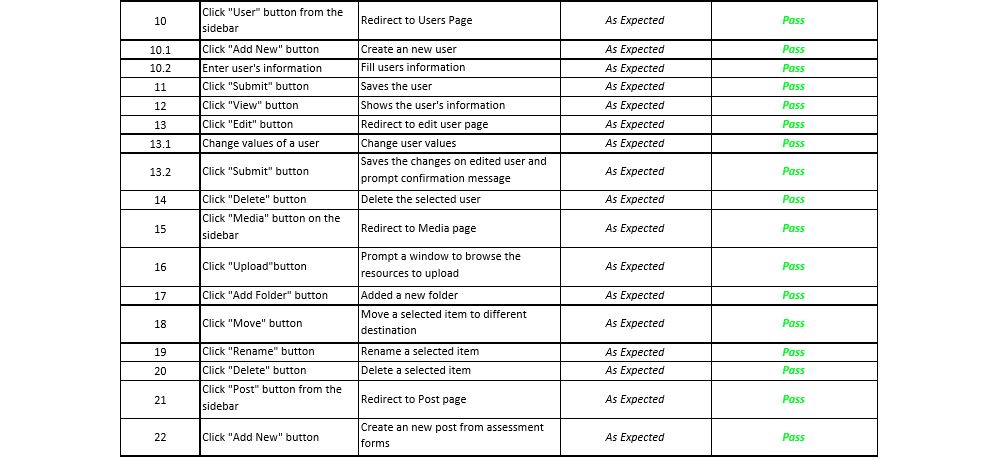 10 Click "User" button from the sidebar Redirect to Users Page As Expected Pass
10.1 Click "Add New" button Create an new user As Expected Pass
10.2 Enter user's information Fill users information As Expected Pass
11 Click "Submit" button Saves the user As Expected Pass
12 Click "View" button Shows the user's information As Expected Pass
13 Click "Edit" button Redirect to edit user page As Expected Pass
13.1 Change values of a user Change user values As Expected Pass
13.2 Click "Submit" button Saves the changes on edited user and prompt confirmation message As Expected Pass
14 Click "Delete" button Delete the selected user As Expected Pass
15 Click "Media" button on the sidebar Redirect to Media page As Expected Pass
16 Click "Upload"button Prompt a window to browse the resources to upload As Expected Pass
17 Click "Add Folder" button Added a new folder As Expected Pass
18 Click "Move" button Move a selected item to different destination As Expected Pass
19 Click "Rename" button Rename a selected item As Expected Pass
20 Click "Delete" button Delete a selected item As Expected Pass
21 Click "Post" button from the sidebar Redirect to Post page As Expected Pass
22 Click "Add New" button Create an new post from assessment forms As Expected Pass